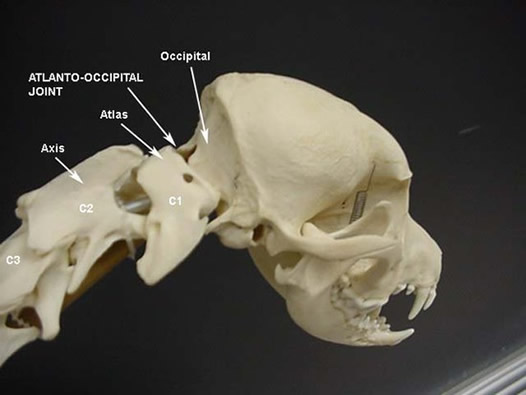 Occipital
ATLANTO-OCCIPITAL
JOINT
Atlas
Axis
C1
C2
C3